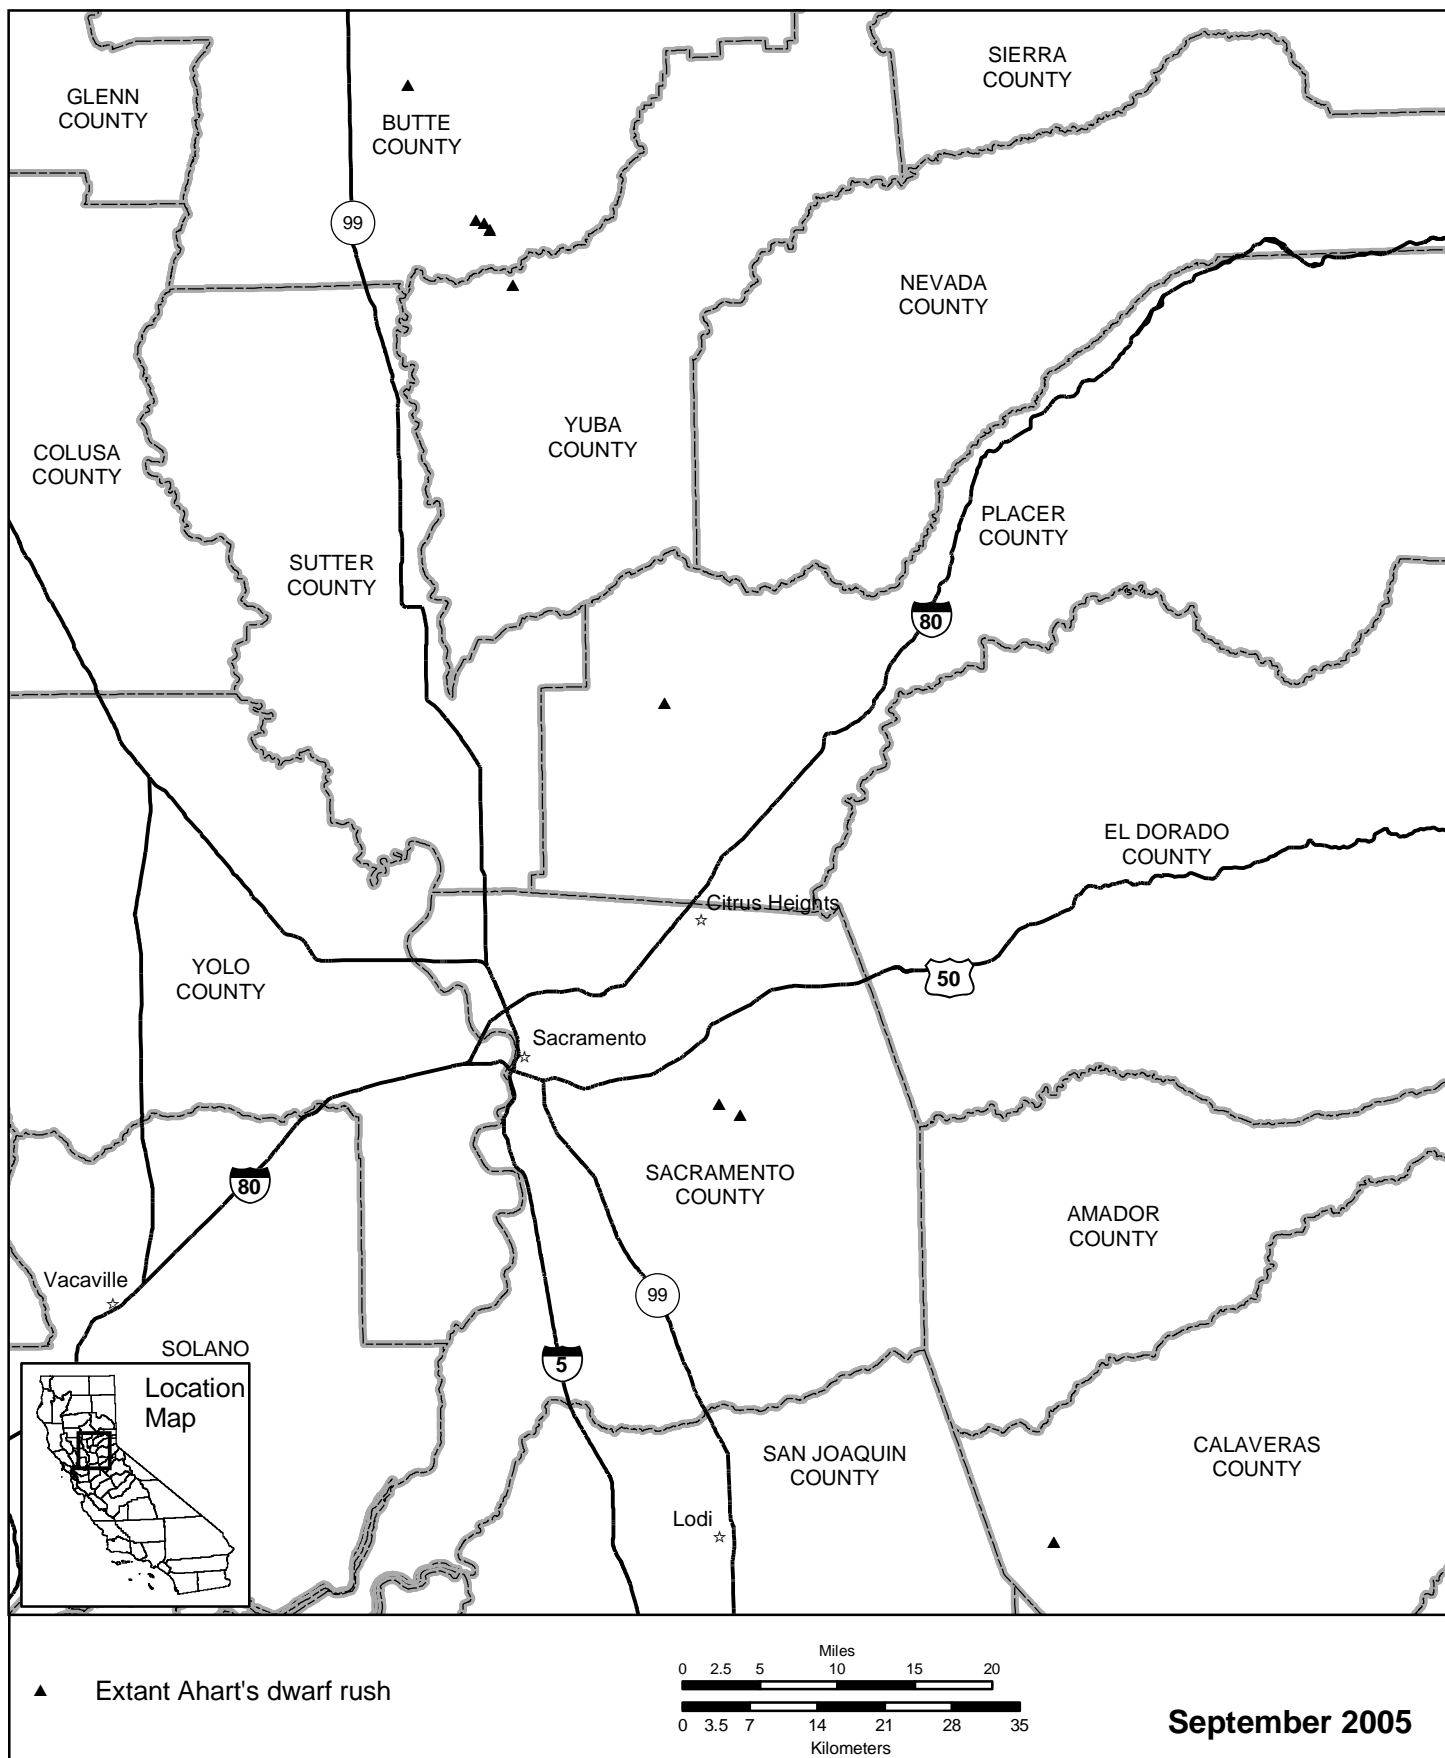 SIERRA
COUNTY
GLENN
COUNTY
BUTTE
COUNTY
99
NEVADA
COUNTY
YUBA
COUNTY
COLUSA
COUNTY
PLACER
COUNTY
SUTTER
COUNTY
80
EL DORADO
COUNTY
Citrus Heights
YOLO
COUNTY
50
Sacramento
SACRAMENTO
COUNTY
80
AMADOR
COUNTY
Vacaville
99
SOLANO
5
Location
Map
SAN JOAQUIN
COUNTY
CALAVERAS
COUNTY
Lodi
Miles
0 2.5 5 10 15 20
Extant Ahart's dwarf rush
0 3.5 7 14 21 28 35
Kilometers
September 2005